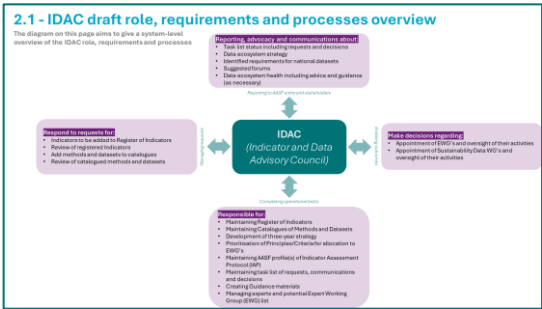 2.1 - IDAC draft role, requirements and processes overview
The diagram on this page aims to give a system-level
overview of the IDAC role, requirements and processes
Reporting, advocacy and communications about:
• Task list status including requests and decisions
• Data ecosystem strategy
• Identified requirements for national datasets
• Suggested forums
• Data ecosystem health including advice and guidance
(as necessary)
Reporting to AASF entity and stakeholders
Respond to requests for:
• Indicators to be added to Register of Indicators
• Review of registered Indicators
• Add methods and datasets to catalogues
• Review of catalogued methods and datasets
Managing requests
IDAC
(Indicator and Data
Advisory Council)
Make decisions regarding:
• Appointment of EWG's and oversight of their activities
• Appointment of Sustainability Data WG's and
oversight of their activities
Completing operational tasks
Responsible for:
• Maintaining Register of Indicators
• Maintaining Catalogues of Methods and Datasets
• Development of three-year strategy
• Prioritisation of Principles/Criteria for allocation to
EWG's
• Maintaining AASF profile(s) of Indicator Assessment
Protocol (IAP)
• Maintaining task list of requests, communications
and decisions
• Creating Guidance materials
• Managing experts and potential Expert Working
Group (EWG) list